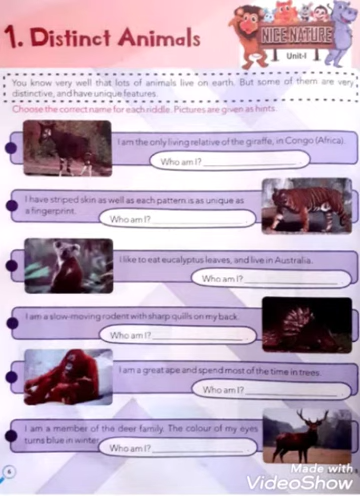 1. Distinct Animals
NICE NATURE
Unit-I
You know very well that lots of animals live on earth. But some of them are very
distinctive, and have unique features.
Choose the correct name for each riddle. Pictures are given as hints.
I am the only living relative of the giraffe, in Congo (Africa).
Who am I?
I have striped skin as well as each pattern is as unique as
a fingerprint.
Who am I?
I like to eat eucalyptus leaves, and live in Australia.
Who am I?
I am a slow-moving rodent with sharp quills on my back.
Who am I?
I am a great ape and spend most of the time in trees.
Who am I?
I am a member of the deer family. The colour of my eyes
turns blue in winter.
Who am I?
6
Made with
VideoShow